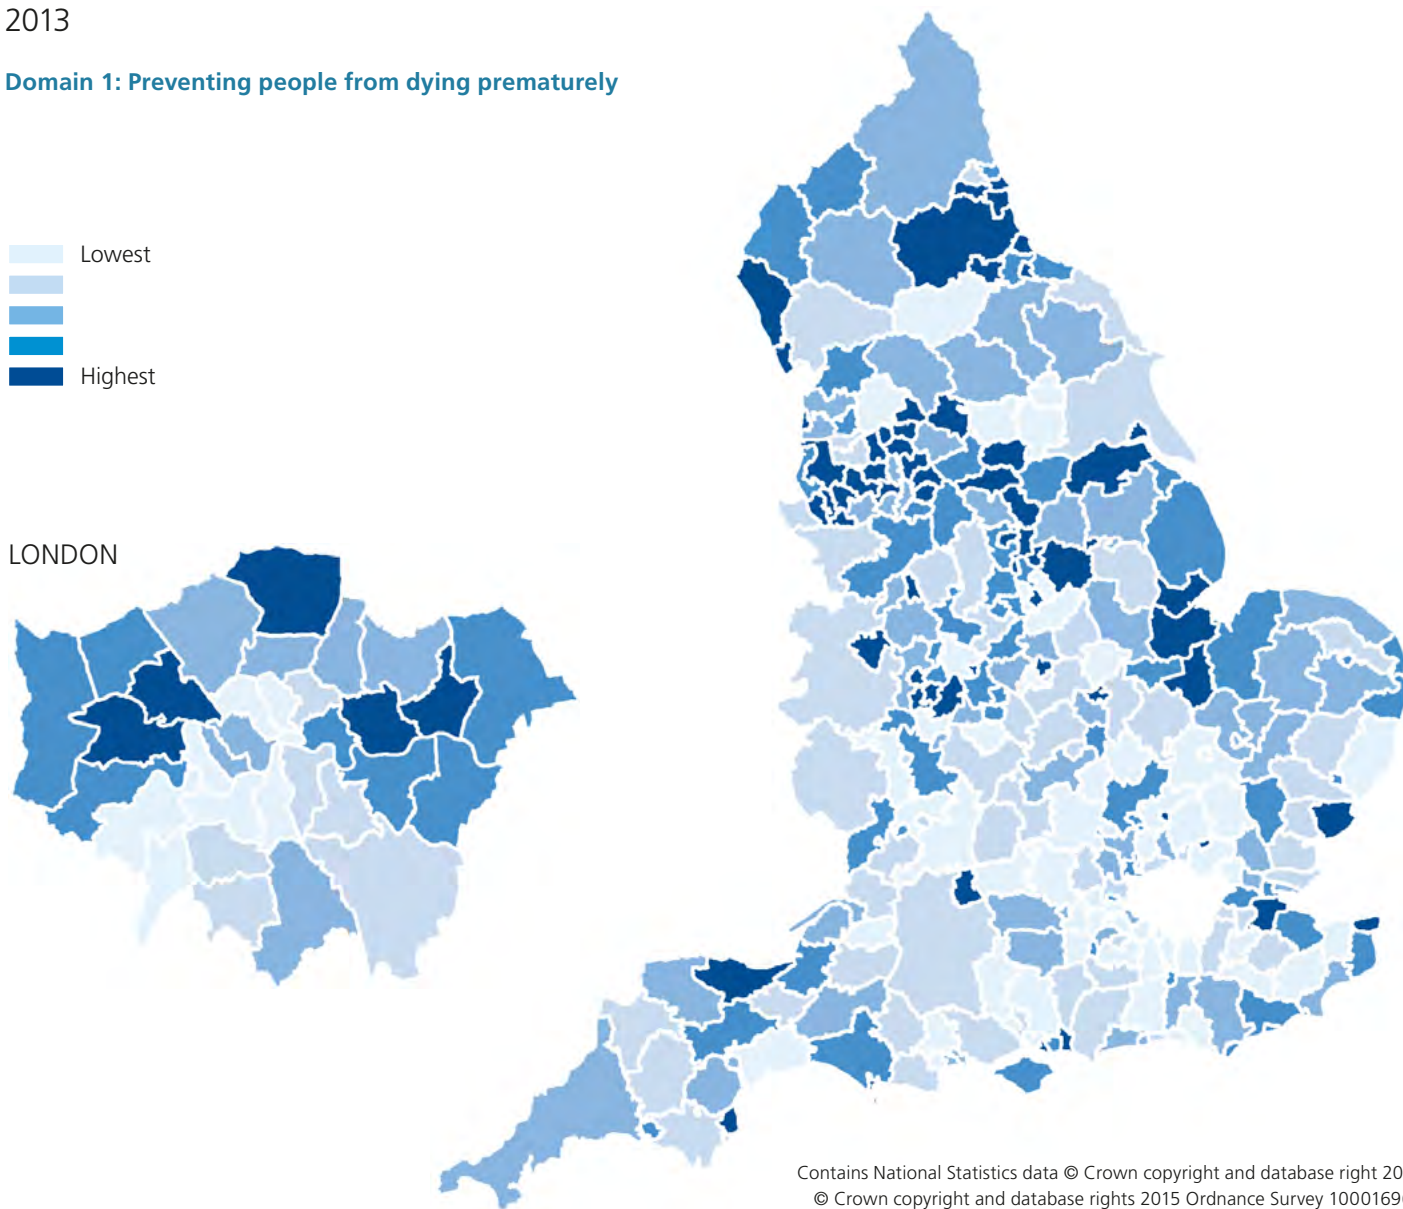 2013
Domain 1: Preventing people from dying prematurely
Lowest
Highest
LONDON
Contains National Statistics data © Crown copyright and database right 20
© Crown copyright and database rights 2015 Ordnance Survey 1000169